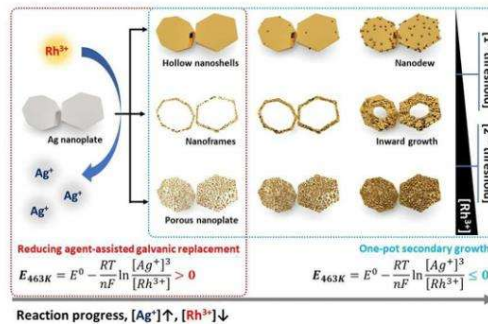 Rh³⁺
Ag nanoplate
Ag⁺
Ag⁺
Ag⁺
Hollow nanoshells
Nanodew
Nanoframes
Inward growth
Porous nanoplate
threshold]
threshold]
[Rh³⁺]
Reducing agent-assisted galvanic replacement
E₄₆₃K = E⁰ − RT/nF ln [Ag⁺]³/[Rh³⁺] > 0
One-pot secondary growth
E₄₆₃K = E⁰ − RT/nF ln [Ag⁺]³/[Rh³⁺] ≤ 0
Reaction progress, [Ag⁺]↑, [Rh³⁺]↓